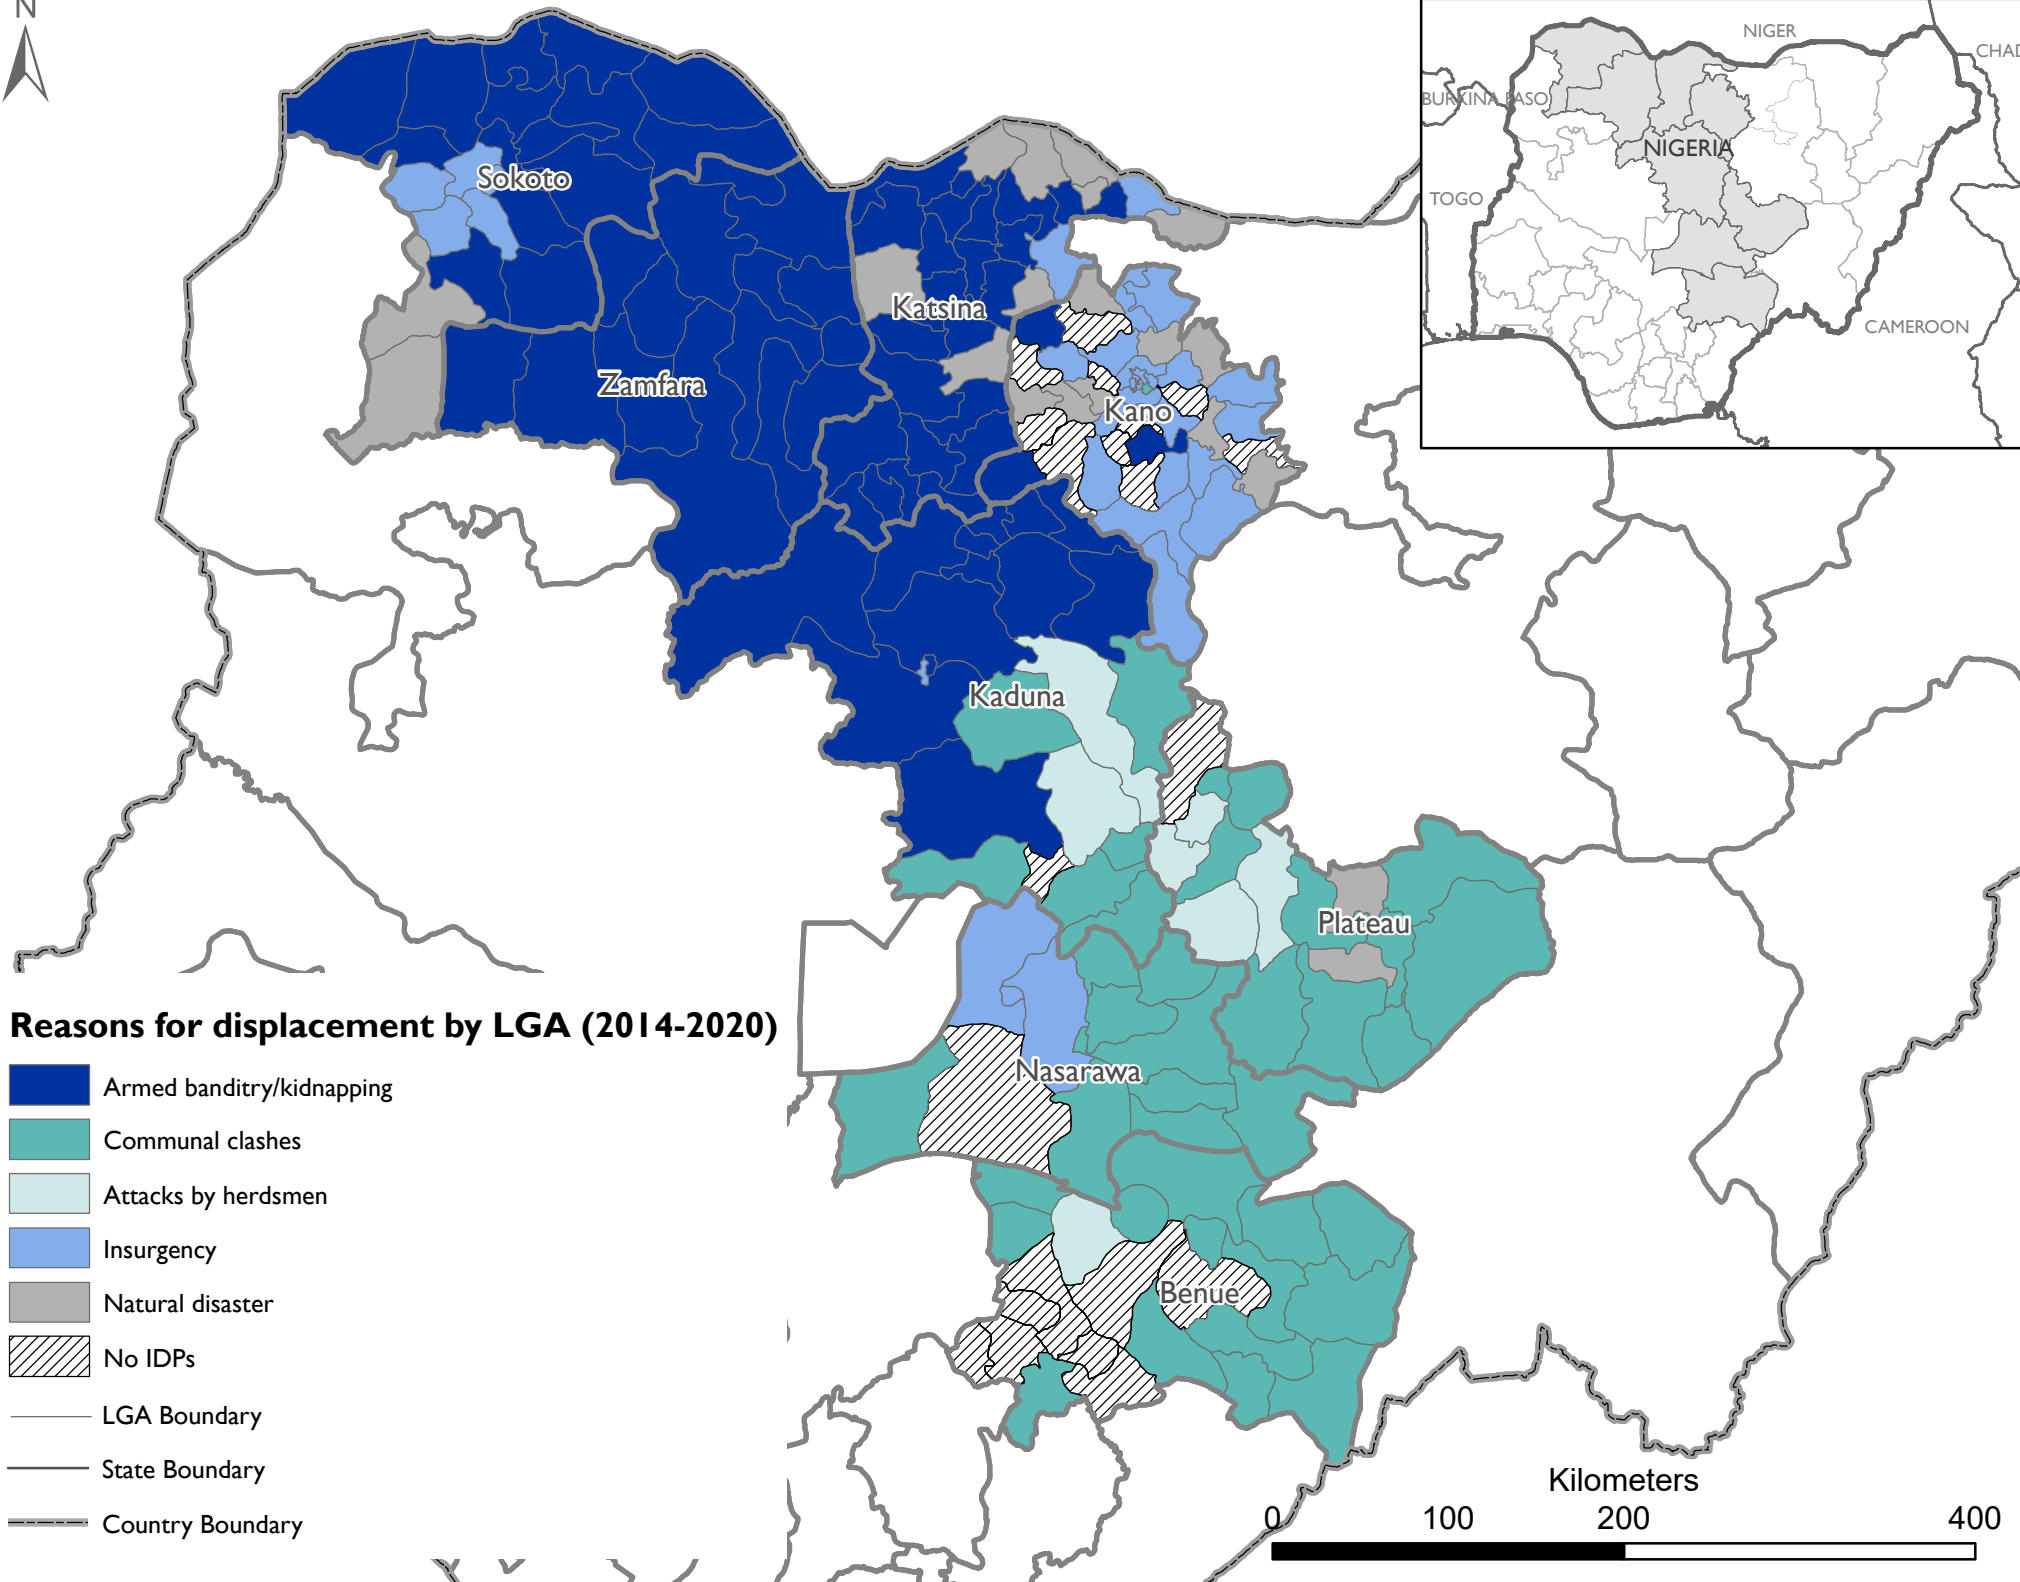 N
NIGER
CHAD
BURKINA FASO
NIGERIA
TOGO
CAMEROON
Sokoto
Katsina
Zamfara
Kano
Kaduna
Plateau
Nasarawa
Benue
Reasons for displacement by LGA (2014-2020)
Armed banditry/kidnapping
Communal clashes
Attacks by herdsmen
Insurgency
Natural disaster
No IDPs
LGA Boundary
State Boundary
Country Boundary
Kilometers
0 100 200 400